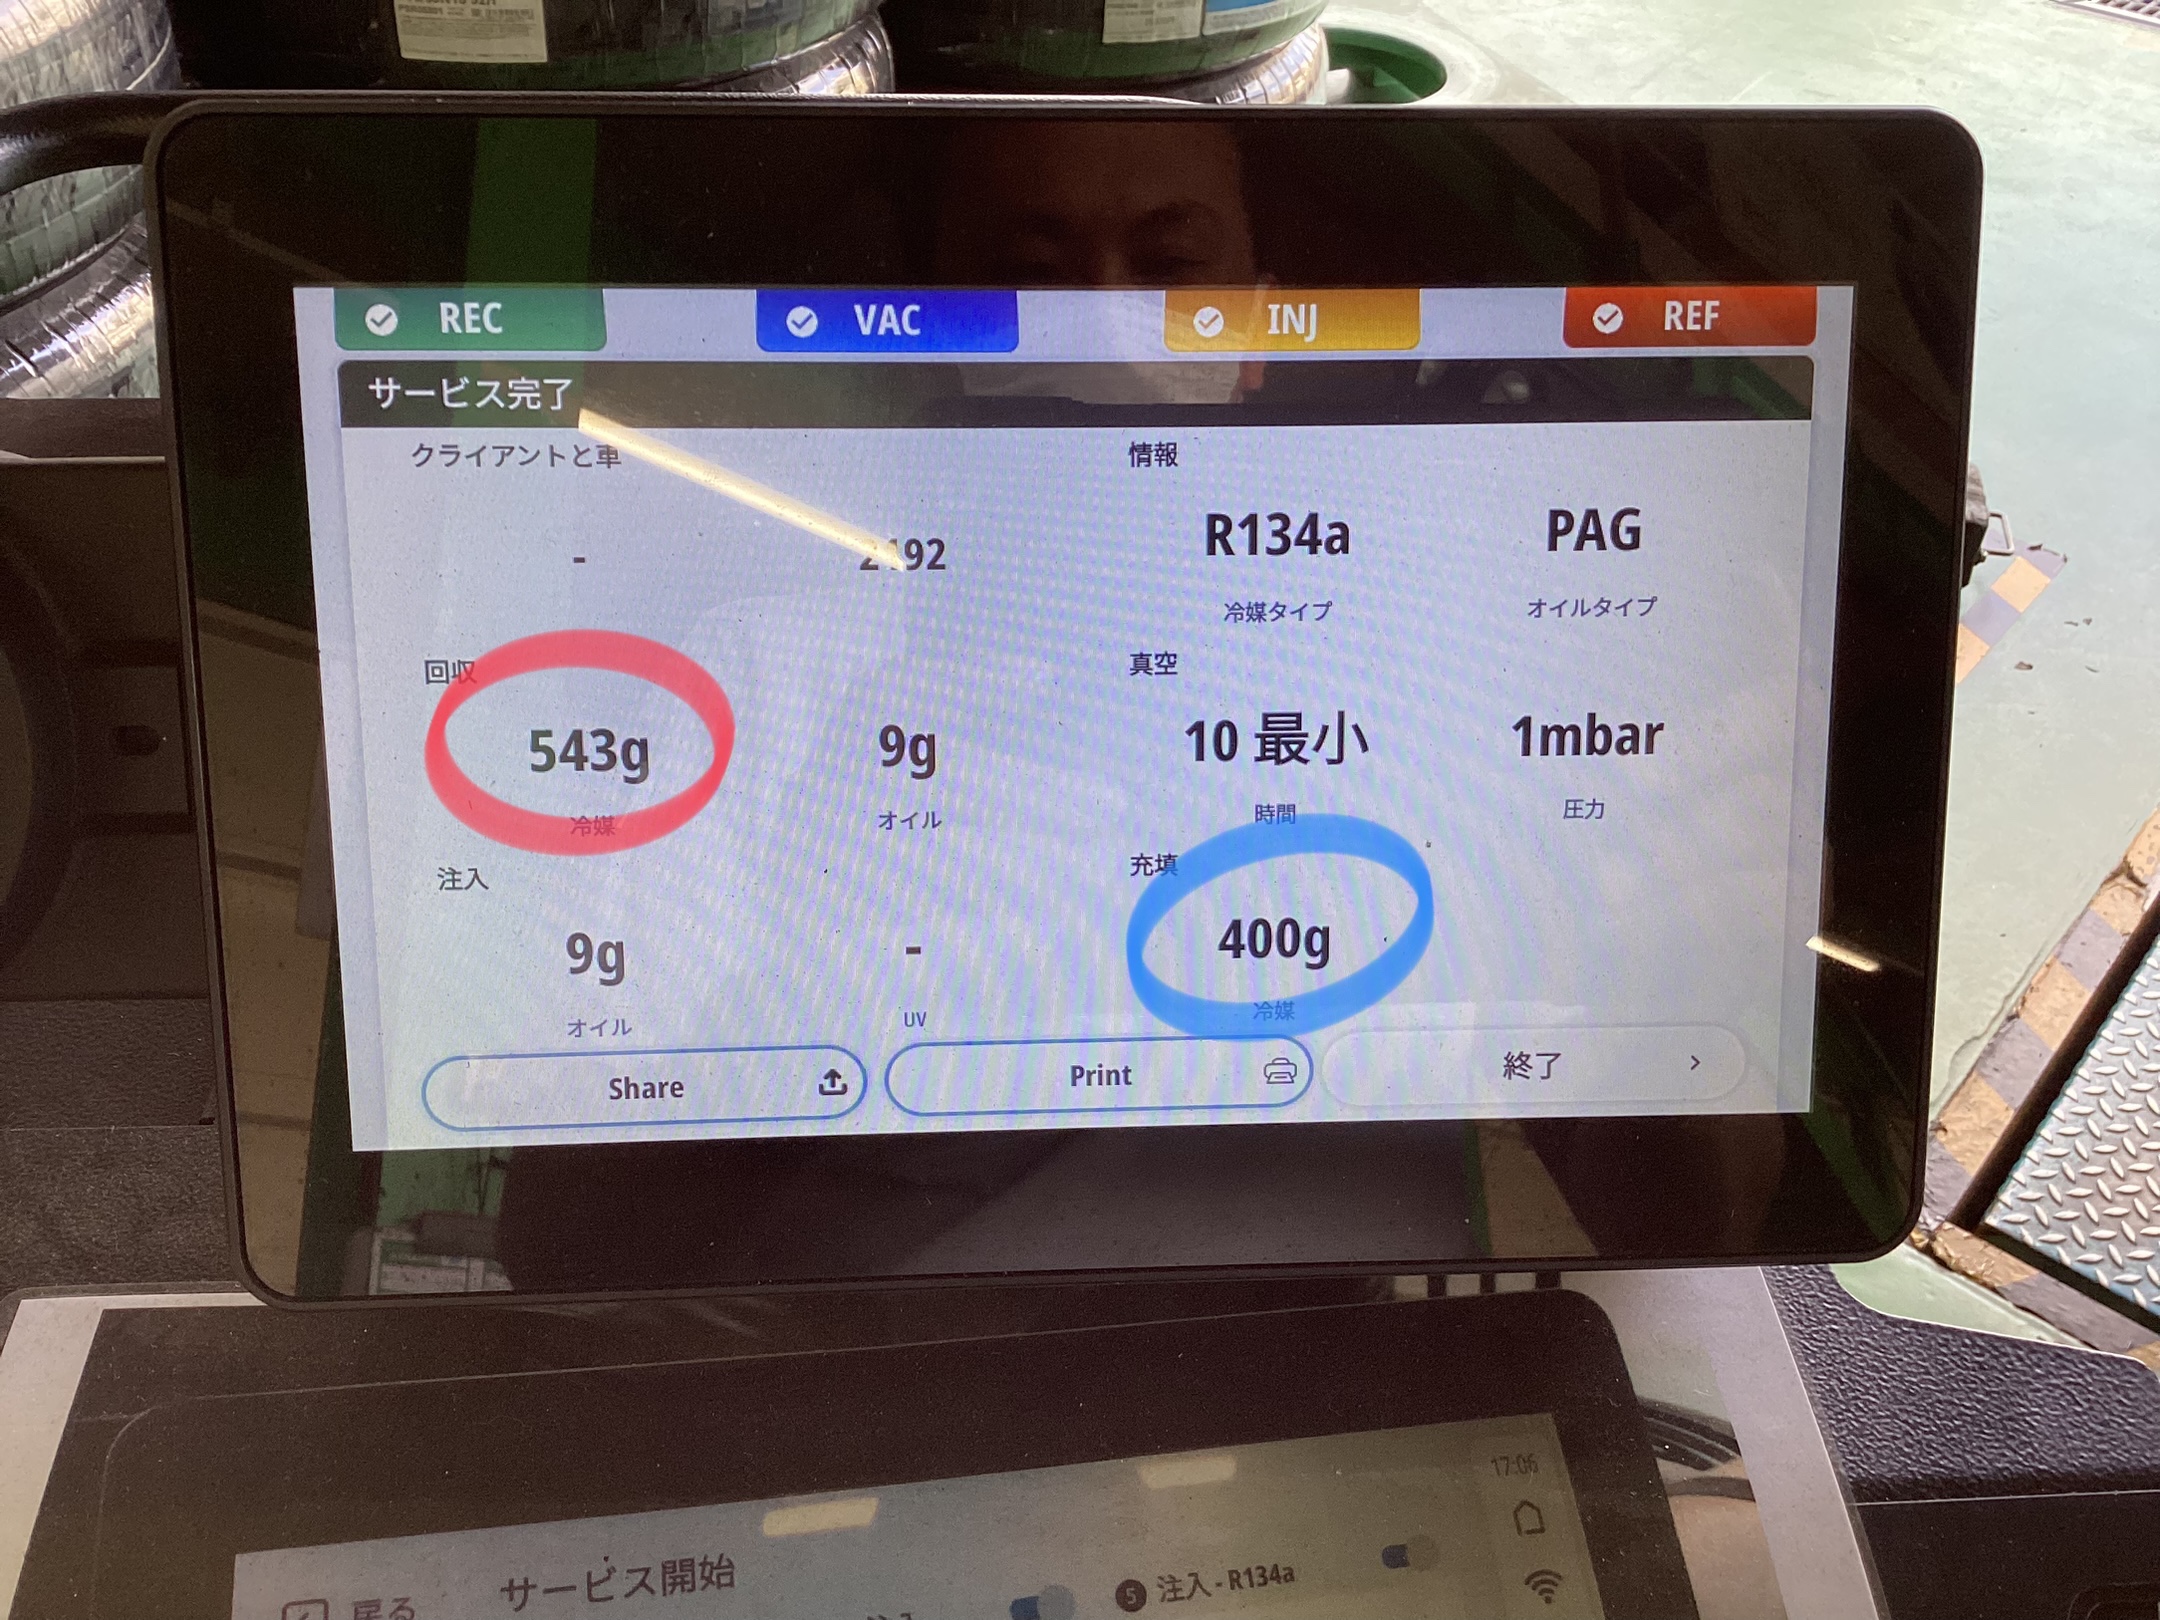 REC
VAC
INJ
REF
サービス完了
クライアントと車
情報
-
R134a
PAG
冷媒タイプ
オイルタイプ
回収
真空
543g
9g
10 最小
1mbar
冷媒
オイル
時間
圧力
注入
充填
9g
-
400g
オイル
UV
冷媒
Share
Print
終了
17:06
サービス開始
5 注入-R134a
戻る